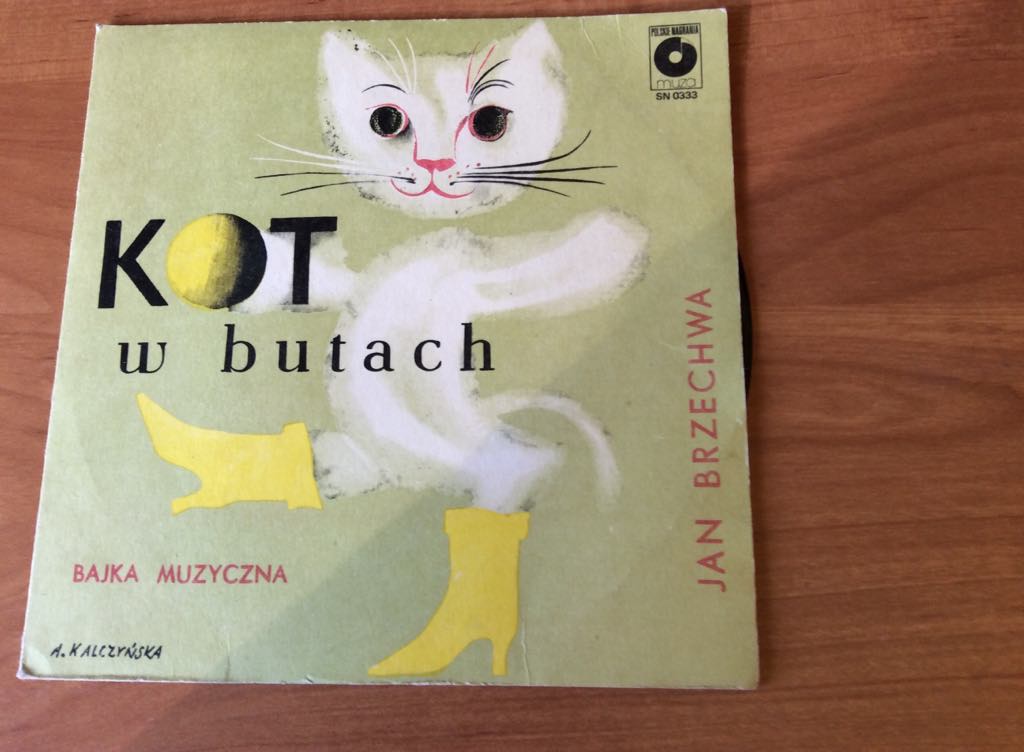 POLSKIE NAGRANIA
muza
SN 0333
KOT
w butach
JAN BRZECHWA
BAJKA MUZYCZNA
A. KALCZYŃSKA